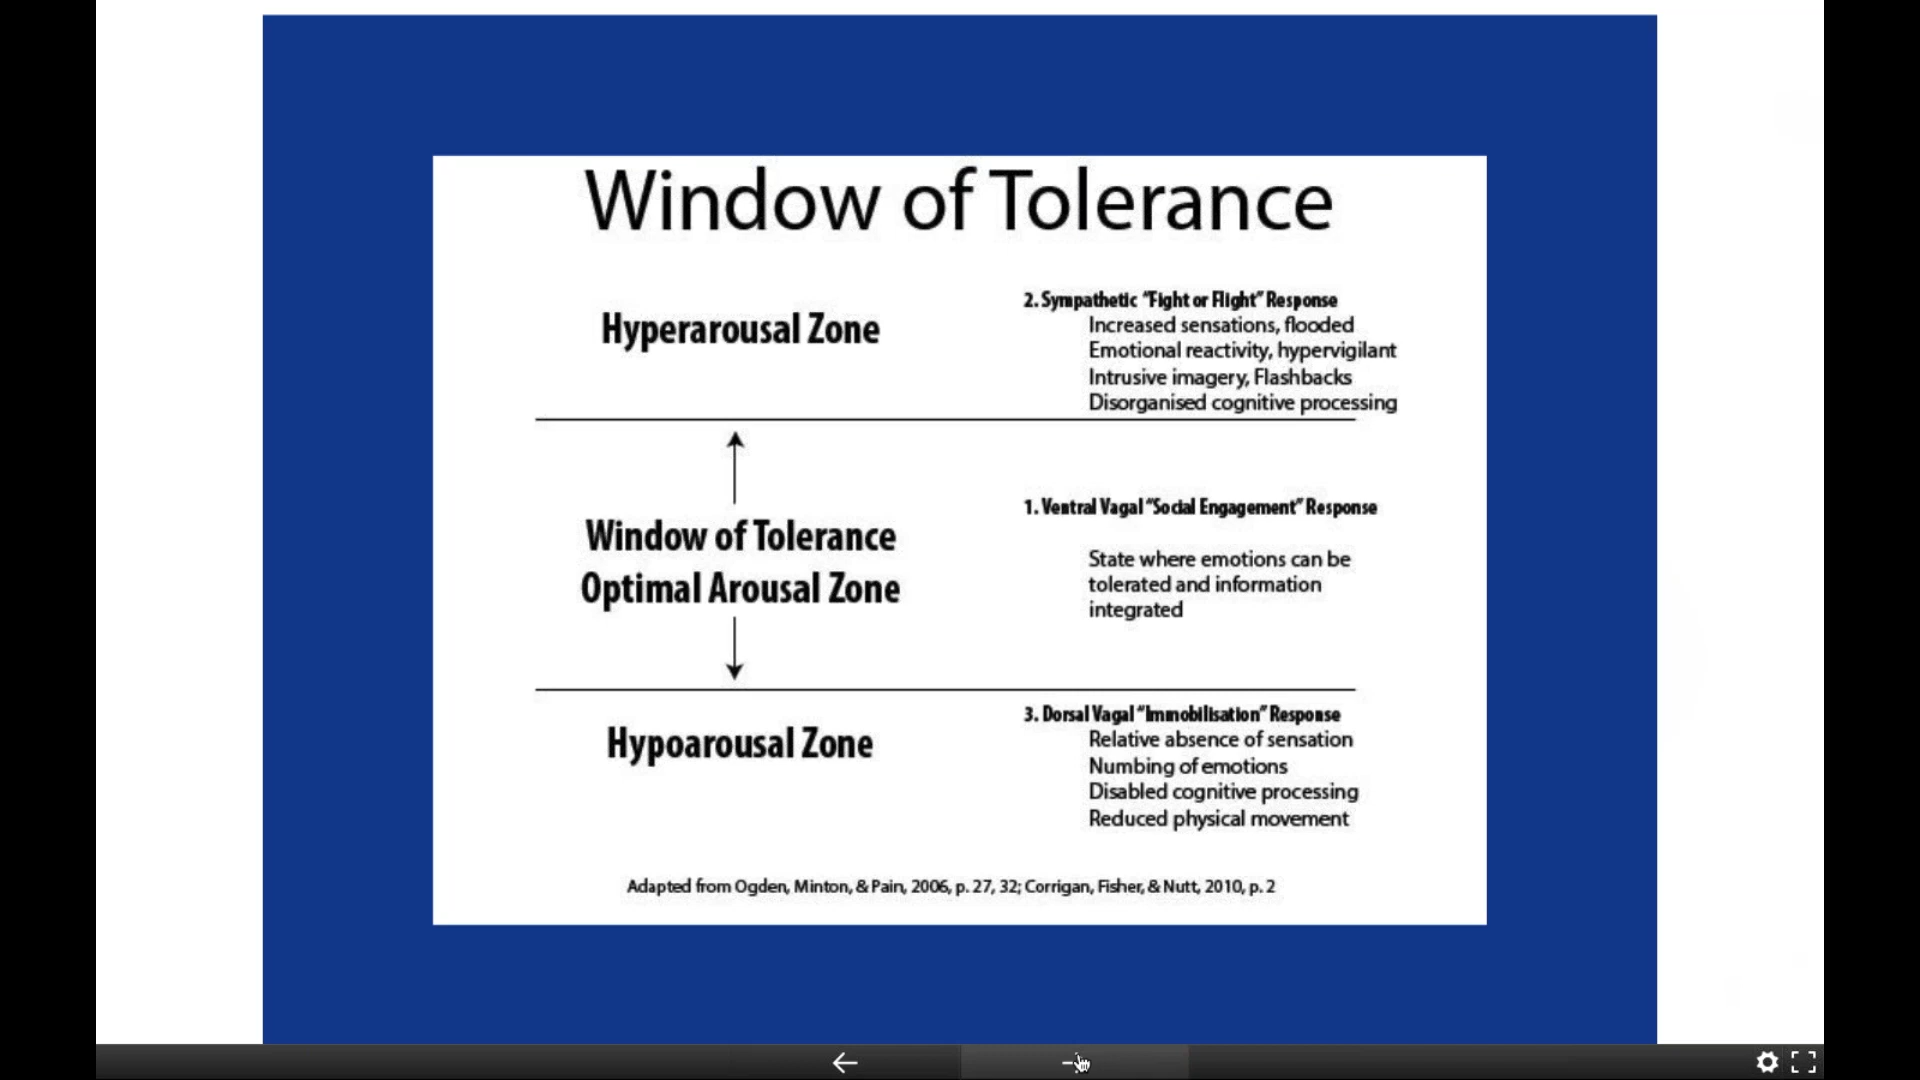 Window of Tolerance
Hyperarousal Zone
2. Sympathetic “Fight or Flight” Response
Increased sensations, flooded
Emotional reactivity, hypervigilant
Intrusive imagery, Flashbacks
Disorganised cognitive processing
Window of Tolerance
Optimal Arousal Zone
1. Ventral Vagal “Social Engagement” Response
State where emotions can be
tolerated and information
integrated
Hypoarousal Zone
3. Dorsal Vagal “Immobilisation” Response
Relative absence of sensation
Numbing of emotions
Disabled cognitive processing
Reduced physical movement
Adapted from Ogden, Minton, & Pain, 2006, p. 27, 32; Corrigan, Fisher, & Nutt, 2010, p. 2